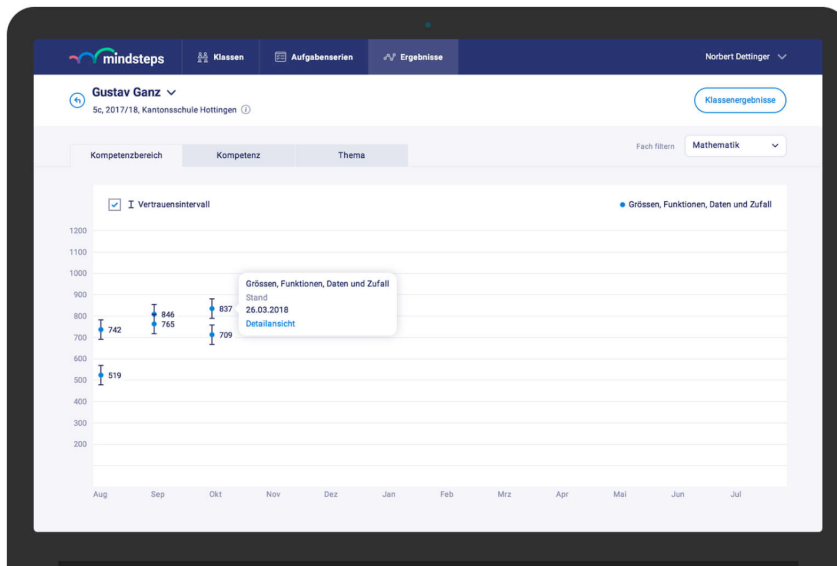 mindsteps
Klassen
Aufgabenserien
Ergebnisse
Norbert Dettinger
Gustav Ganz
5c, 2017/18, Kantonsschule Hottingen
Klassenergebnisse
Kompetenzbereich
Kompetenz
Thema
Fach filtern
Mathematik
Vertrauensintervall
Grössen, Funktionen, Daten und Zufall
1200
1100
1000
900
800
700
600
500
400
300
200
742
519
846
765
837
709
Grössen, Funktionen, Daten und Zufall
Stand
26.03.2018
Detailansicht
Aug
Sep
Okt
Nov
Dez
Jan
Feb
Mrz
Apr
Mai
Jun
Jul